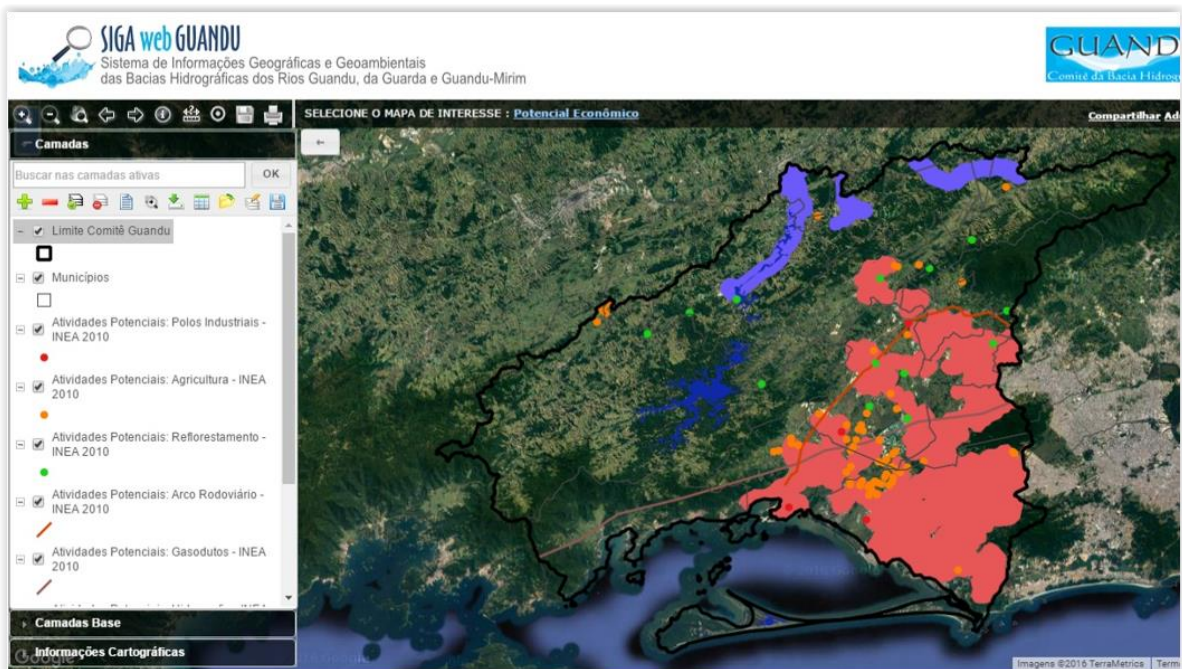 SIGA web GUANDU
Sistema de Informações Geográficas e Geoambientais
das Bacias Hidrográficas dos Rios Guandu, da Guarda e Guandu-Mirim
GUAND
Comitê da Bacia Hidrog
SELECIONE O MAPA DE INTERESSE : Potencial Econômico
Compartilhar Ad
Camadas
Buscar nas camadas ativas
OK
Limite Comitê Guandu
Municípios
Atividades Potenciais: Polos Industriais -
INEA 2010
Atividades Potenciais: Agricultura - INEA
2010
Atividades Potenciais: Reflorestamento -
INEA 2010
Atividades Potenciais: Arco Rodoviário -
INEA 2010
Atividades Potenciais: Gasodutos - INEA
2010
Camadas Base
Informações Cartográficas
Google
Imagens ©2016 TerraMetrics
Term